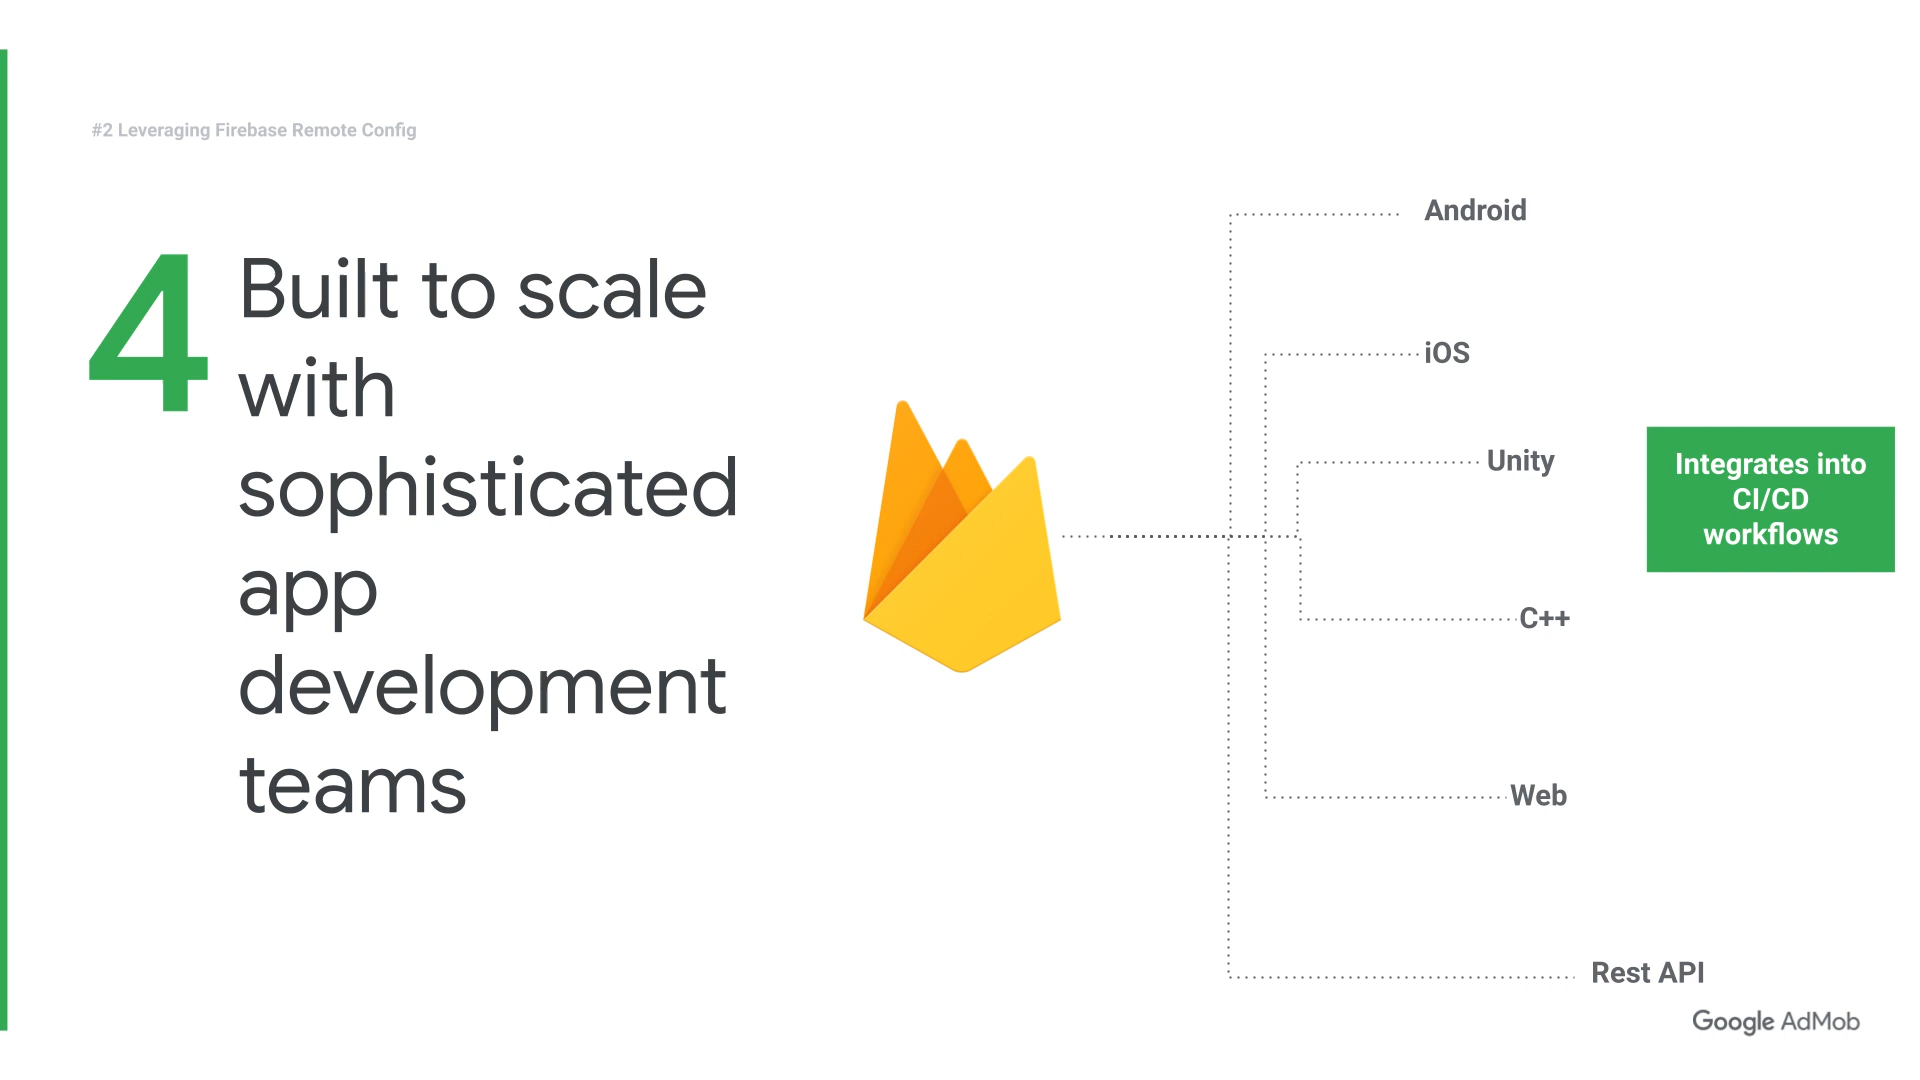 #2 Leveraging Firebase Remote Config
4
Built to scale
with
sophisticated
app
development
teams
Android
iOS
Unity
C++
Web
Rest API
Integrates into
CI/CD
workflows
Google AdMob